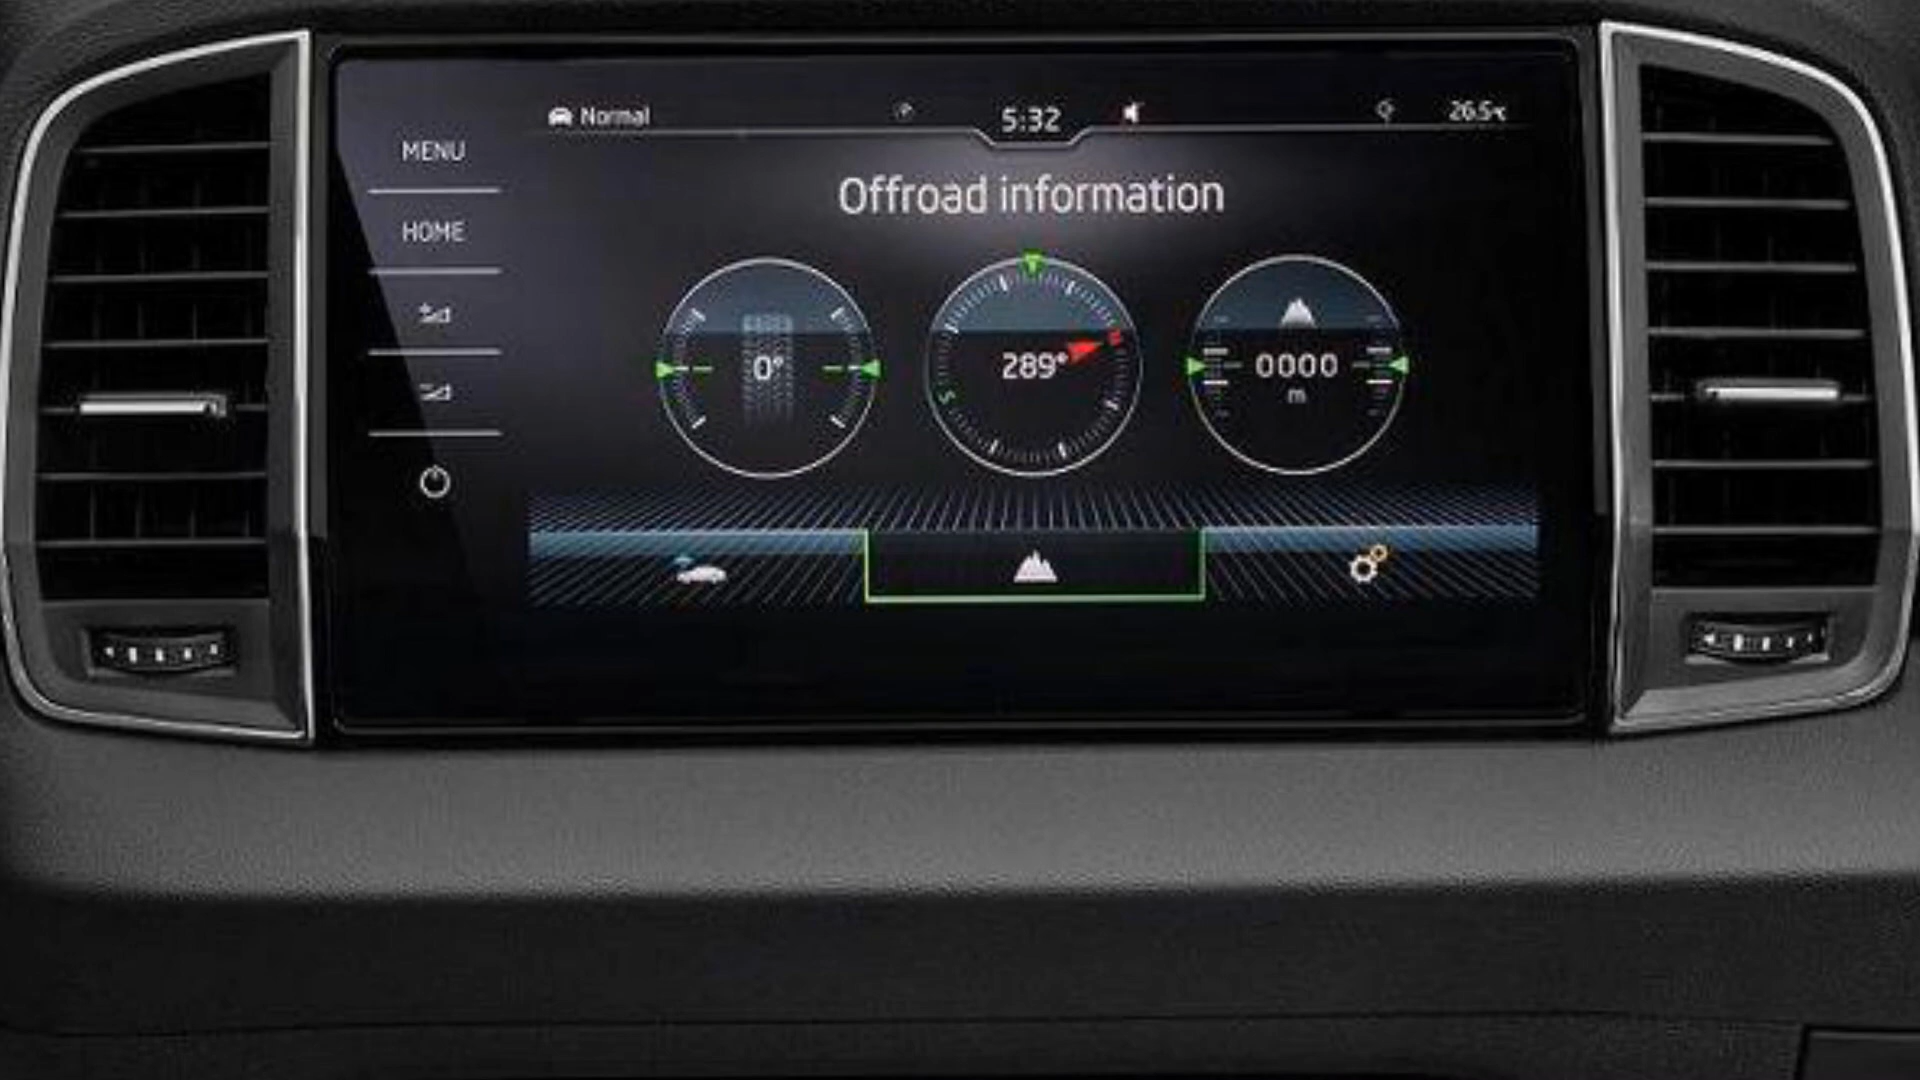 Normal
5:32
26.5°C
MENU
Offroad information
HOME
0°
289°
0000
m
S